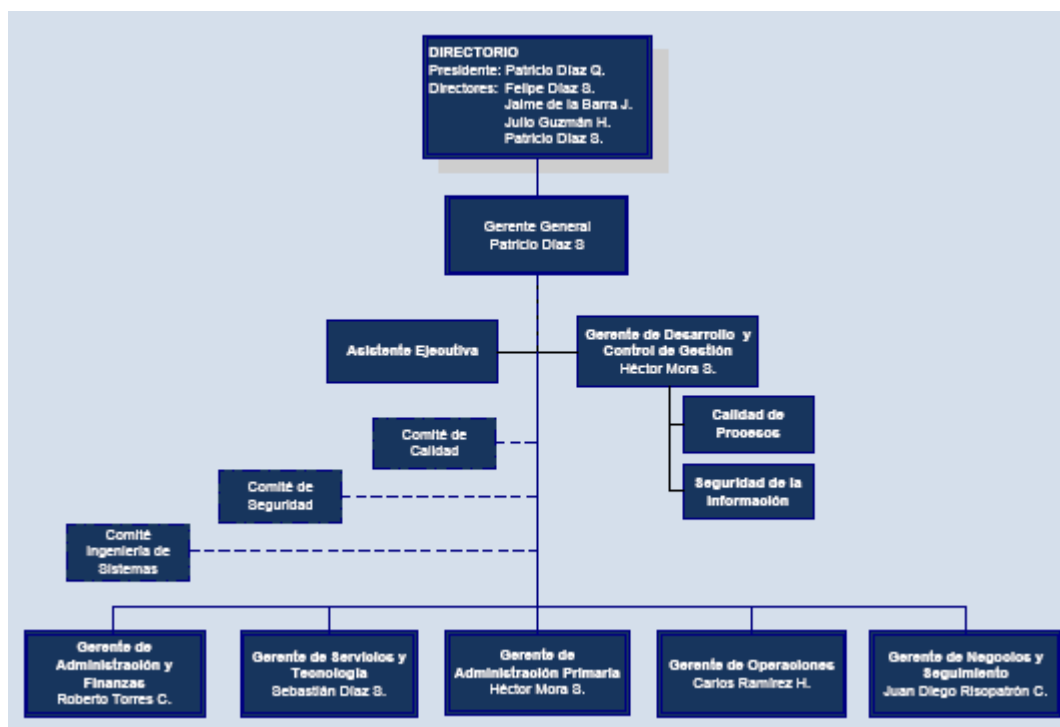 DIRECTORIO
Presidente: Patricio Díaz Q.
Directores: Felipe Díaz S.
Jaime de la Barra J.
Julio Guzmán H.
Patricio Díaz S.
Gerente General
Patricio Díaz S
Asistente Ejecutiva
Gerente de Desarrollo y
Control de Gestión
Héctor Mora S.
Calidad de
Procesos
Seguridad de la
Información
Comité de
Calidad
Comité de
Seguridad
Comité
Ingeniería de
Sistemas
Gerente de
Administración y
Finanzas
Roberto Torres C.
Gerente de Servicios y
Tecnología
Sebastián Díaz S.
Gerente de
Administración Primaria
Héctor Mora S.
Gerente de Operaciones
Carlos Ramírez H.
Gerente de Negocios y
Seguimiento
Juan Diego Risopatrón C.